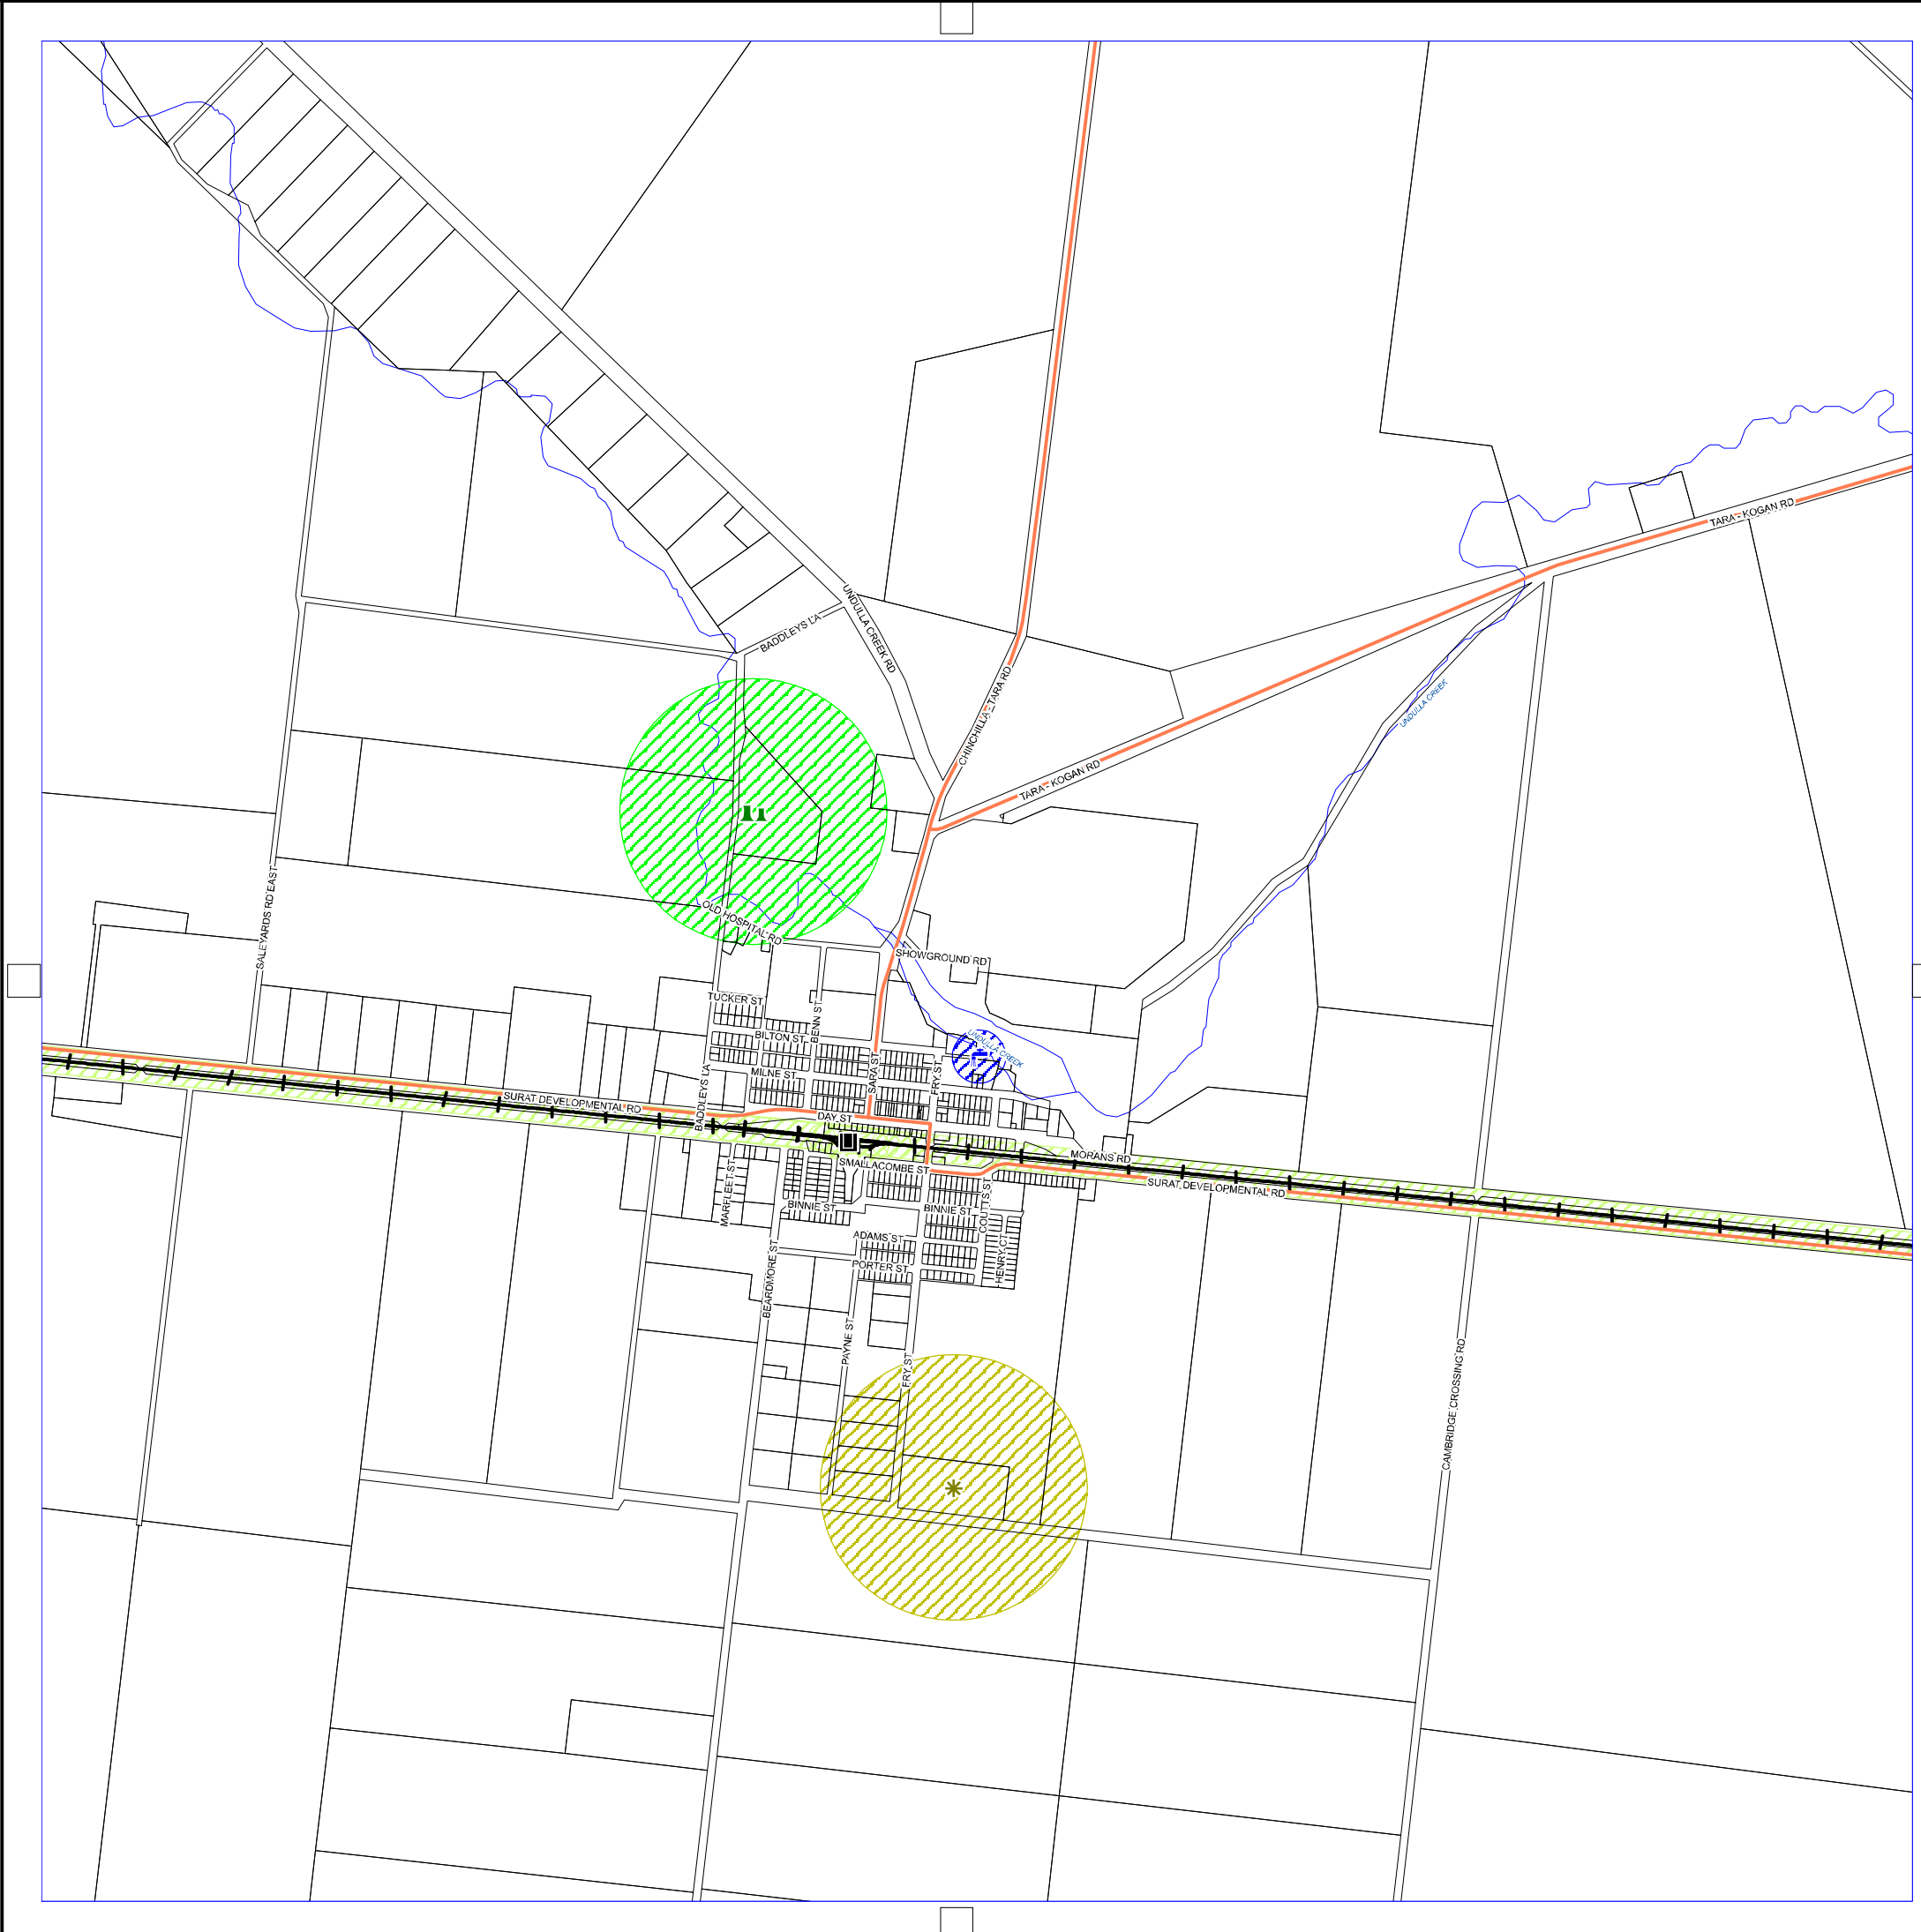 TARA - KOGAN RD
BADDLEYS LA
UNDULLA CREEK RD
CHINCHILLA - TARA RD
UNDULLA CREEK
TARA - KOGAN RD
SALEYARDS RD EAST
OLD HOSPITAL RD
SHOWGROUND RD
TUCKER ST
BENN ST
BILTON ST
UNDULLA CREEK
MILNE ST
SARA ST
FRY ST
BADDLEYS LA
SURAT DEVELOPMENTAL RD
DAY ST
MORANS RD
SMALLACOMBE ST
SURAT DEVELOPMENTAL RD
MARFLEET ST
BINNIE ST
BINNIE ST
COUTTS ST
ADAMS ST
HENRY CT
PORTER ST
BEARDMORE ST
PAYNE ST
FRY ST
CAMBRIDGE CROSSING RD